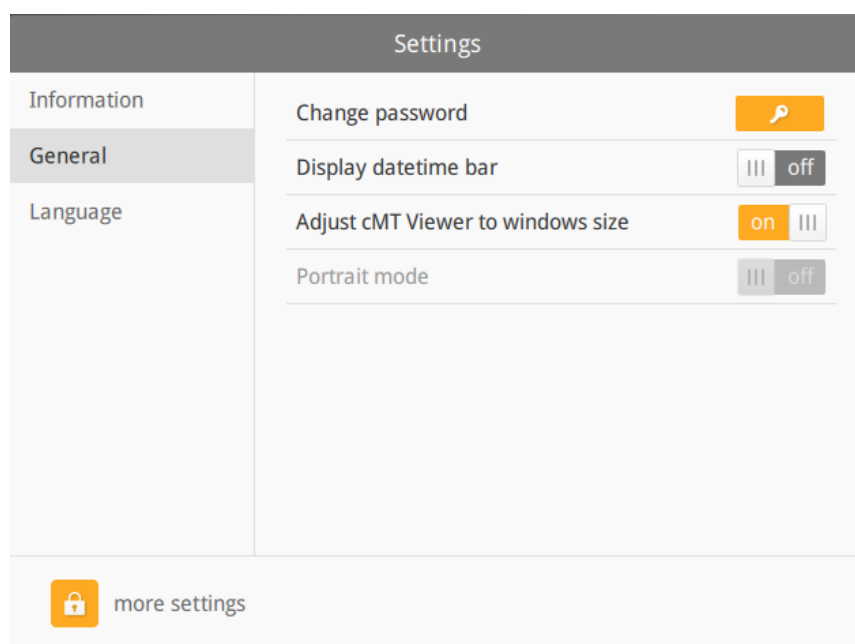 Settings
Information
General
Language
Change password
Display datetime bar
off
Adjust cMT Viewer to windows size
on
Portrait mode
off
more settings